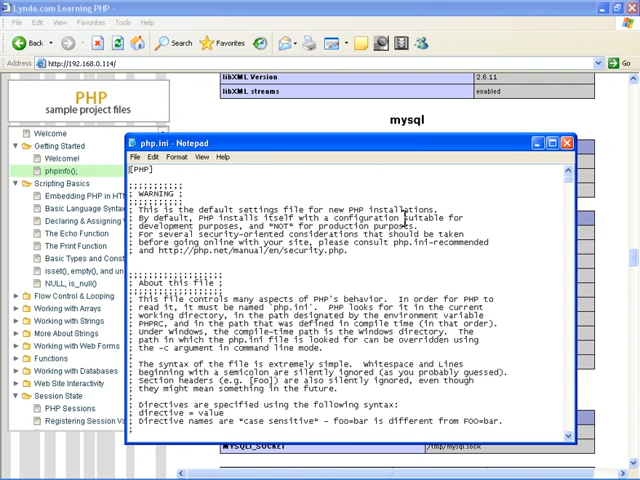 Lynda.com Learning PHP -
File Edit View Favorites Tools Help
Back Search Favorites
Address http://192.168.0.114/ Go
PHP
sample project files
Welcome
Getting Started
Welcome!
phpinfo();
Scripting Basics
Embedding PHP in HTM
Basic Language Syntax
Declaring & Assigning V
The Echo Function
The Print Function
Basic Types and Const
isset(), empty(), and un
NULL, is_null()
Flow Control & Looping
Working with Arrays
Working with Strings
More About Strings
Working with Web Forms
Functions
Working with Databases
Web Site Interactivity
Session State
PHP Sessions
Registering Session Va
libXML Version 2.6.11
libXML streams enabled
mysql
php.ini - Notepad
File Edit Format View Help
[PHP]
;;;;;;;;;;;
; WARNING ;
;;;;;;;;;;;
; This is the default settings file for new PHP installations.
; By default, PHP installs itself with a configuration suitable for
; development purposes, and *NOT* for production purposes.
; For several security-oriented considerations that should be taken
; before going online with your site, please consult php.ini-recommended
; and http://php.net/manual/en/security.php.
;;;;;;;;;;;;;;;;;;;
; About this file ;
;;;;;;;;;;;;;;;;;;;
; This file controls many aspects of PHP's behavior. In order for PHP to
; read it, it must be named 'php.ini'. PHP looks for it in the current
; working directory, in the path designated by the environment variable
; PHPRC, and in the path that was defined in compile time (in that order).
; Under Windows, the compile-time path is the Windows directory. The
; path in which the php.ini file is looked for can be overridden using
; the -c argument in command line mode.
;
; The syntax of the file is extremely simple. Whitespace and Lines
; beginning with a semicolon are silently ignored (as you probably guessed).
; Section headers (e.g. [Foo]) are also silently ignored, even though
; they might mean something in the future.
;
; Directives are specified using the following syntax:
; directive = value
; Directive names are *case sensitive* - foo=bar is different from FOO=bar.
;
MYSQLI_SOCKET /tmp/mysql.sock